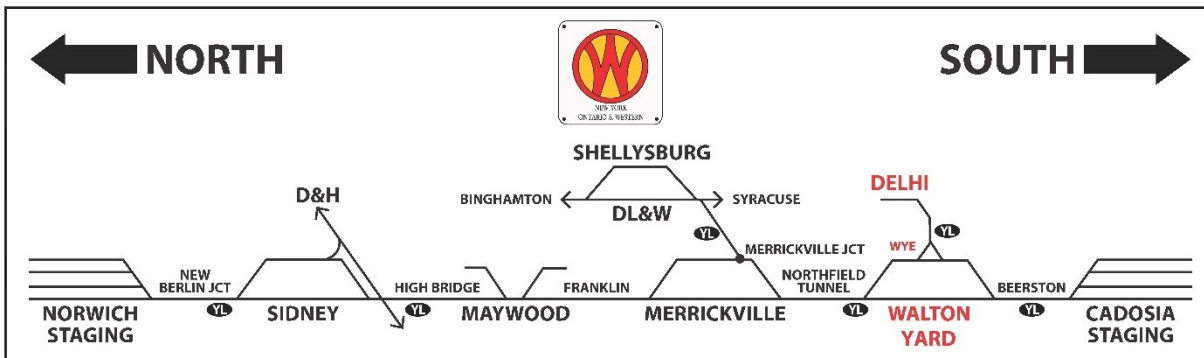 NORTH
SOUTH
W
NEW YORK
ONTARIO & WESTERN
SHELLYSBURG
D&H
BINGHAMTON
SYRACUSE
DELHI
DL&W
YL
YL
WYE
MERRICKVILLE JCT
NEW
BERLIN JCT
HIGH BRIDGE
FRANKLIN
NORTHFIELD
TUNNEL
BEERSTON
YL
YL
YL
YL
NORWICH
STAGING
SIDNEY
MAYWOOD
MERRICKVILLE
WALTON
YARD
CADOSIA
STAGING